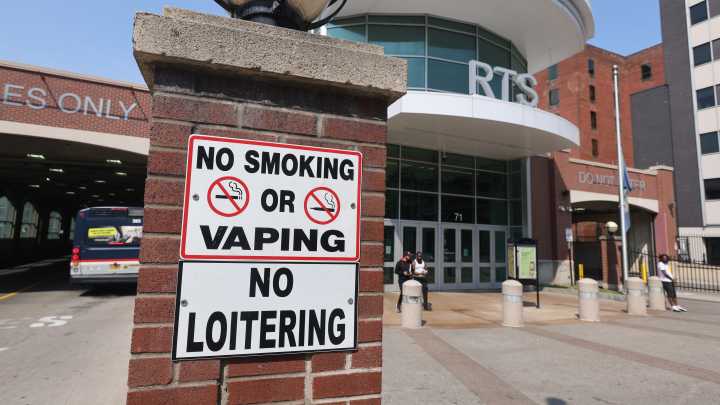 ES ONLY
RTS
DO NOT ENTER
71
NO SMOKING
OR
VAPING
NO
LOITERING